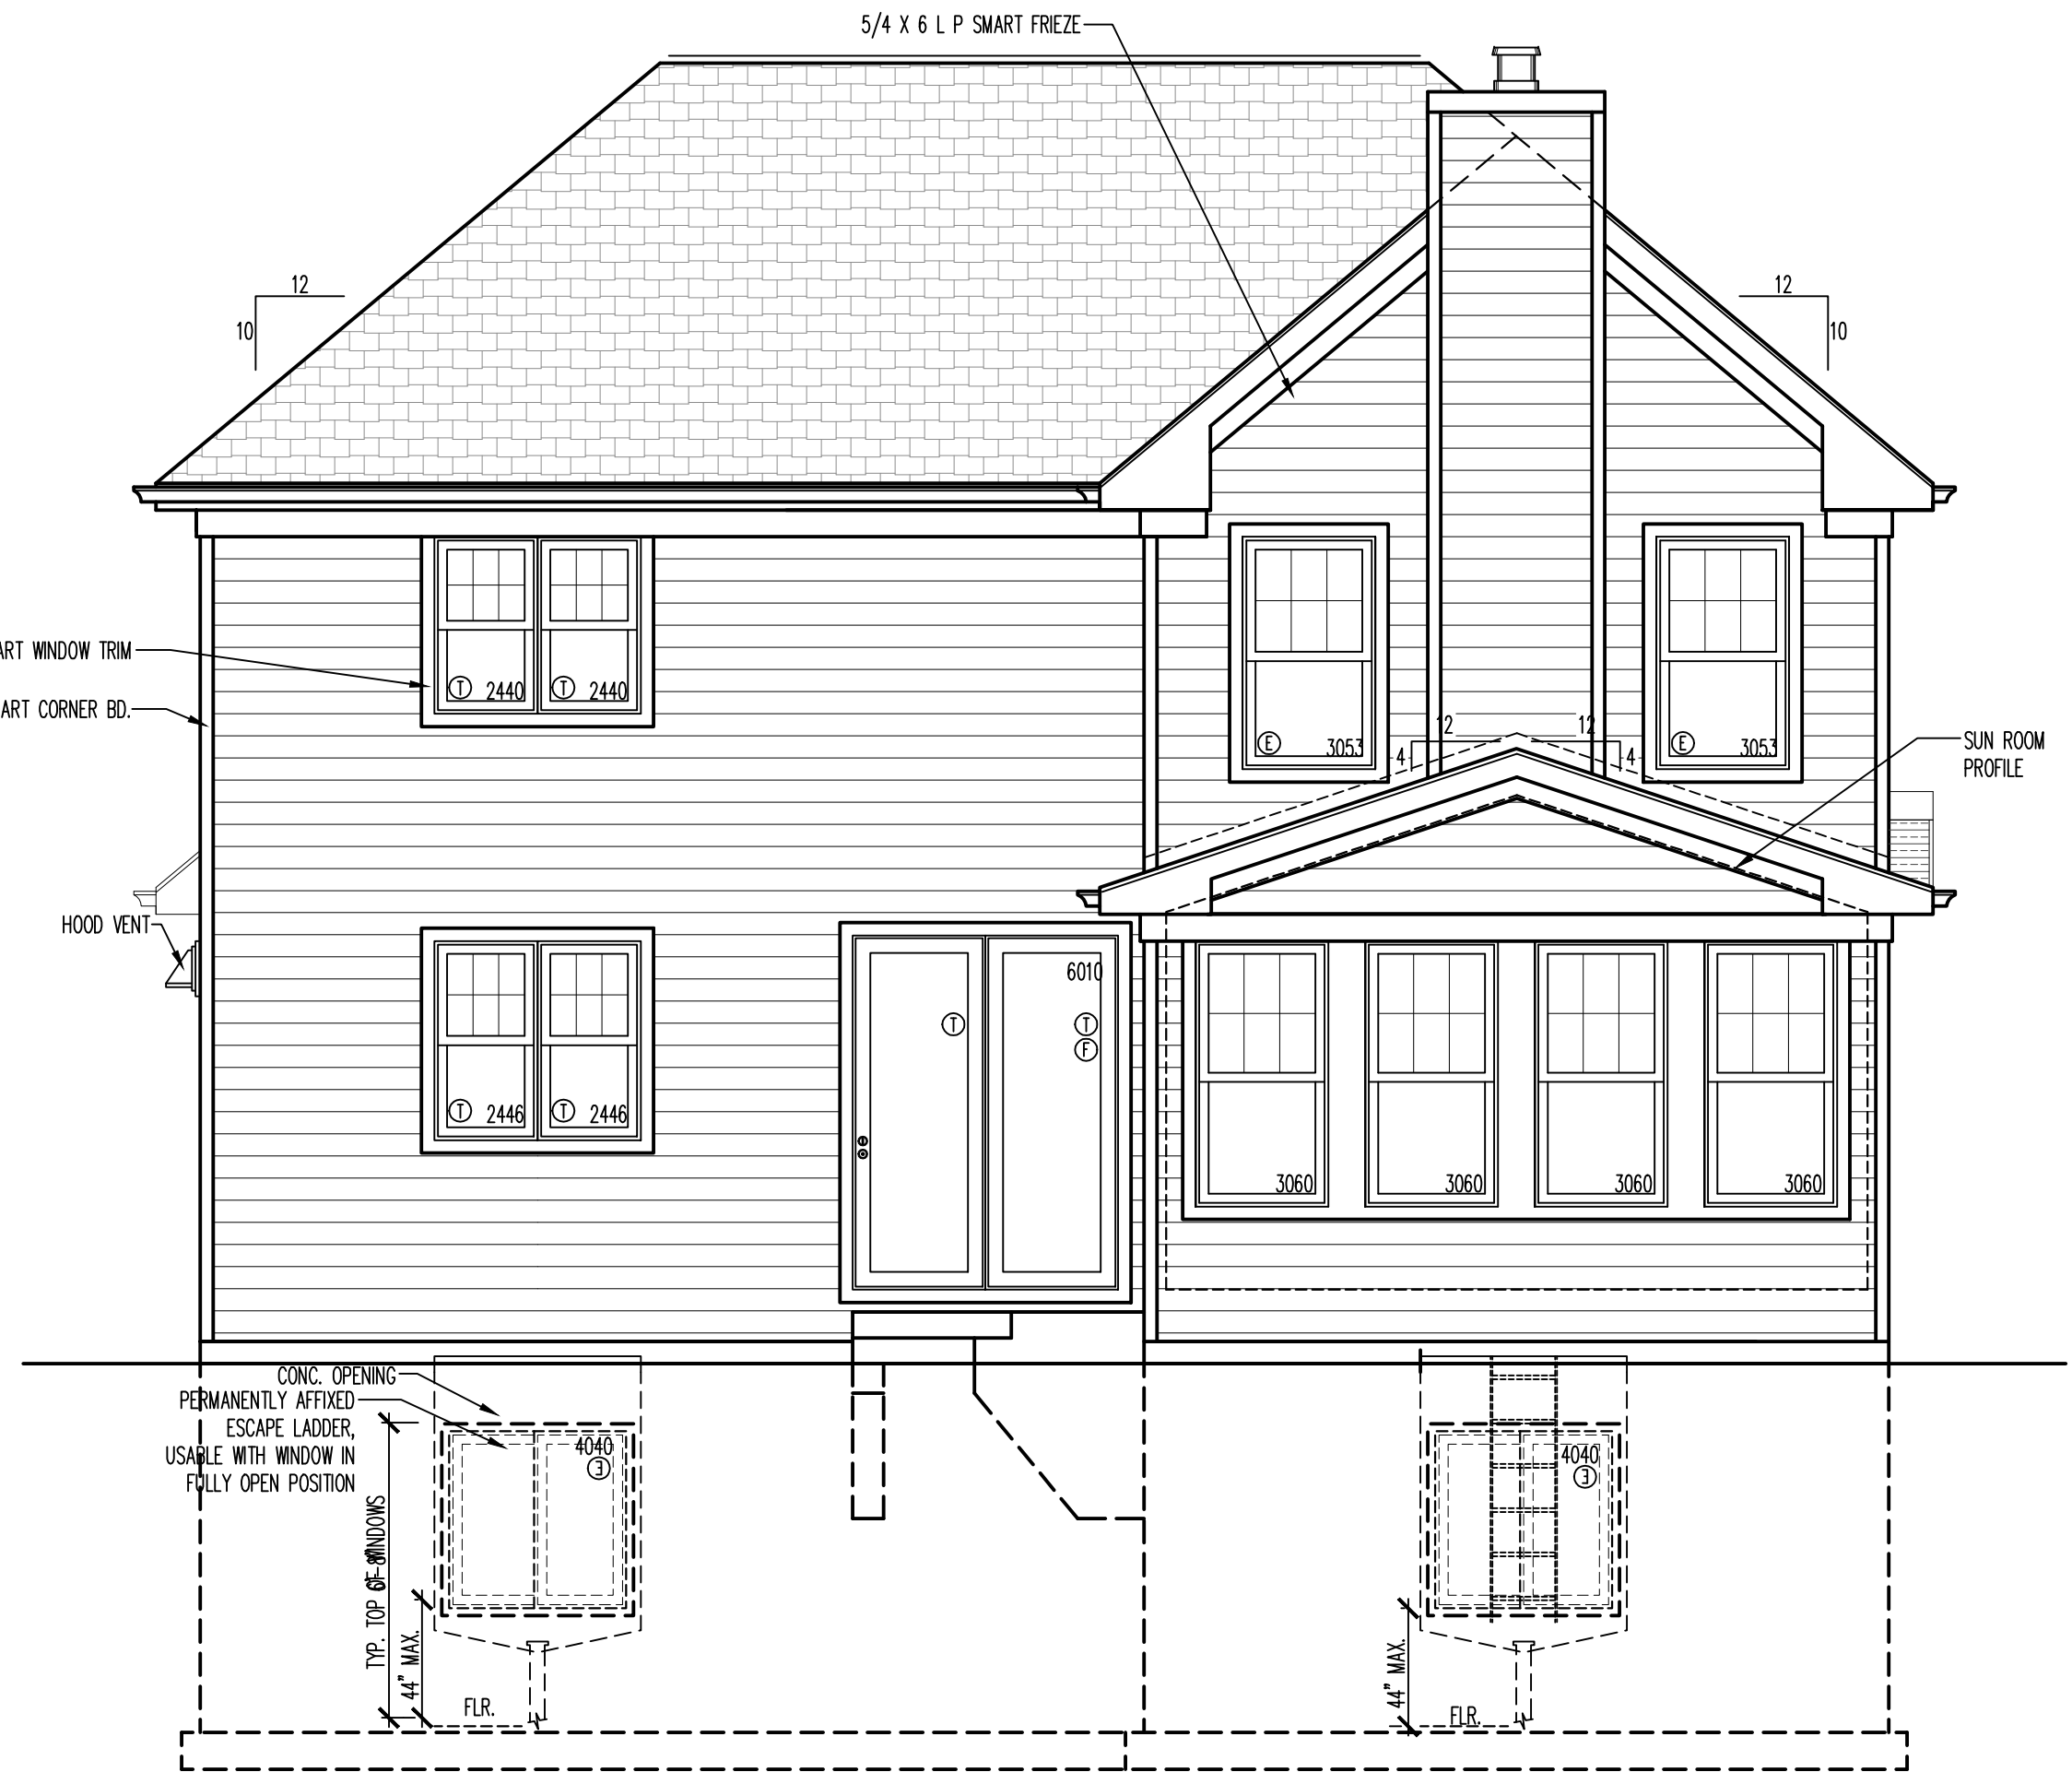 5/4 X 6 L P SMART FRIEZE
12
10
12
10
ART WINDOW TRIM
ART CORNER BD.
T 2440
T 2440
E 3053
E 3053
12
12
4
4
SUN ROOM
PROFILE
HOOD VENT
6010
T
T
F
T 2446
T 2446
3060
3060
3060
3060
CONC. OPENING
PERMANENTLY AFFIXED
ESCAPE LADDER,
USABLE WITH WINDOW IN
FULLY OPEN POSITION
4040
E
4040
E
TYP. TOP OF WINDOWS
6'-8"
44" MAX.
44" MAX.
FLR.
FLR.